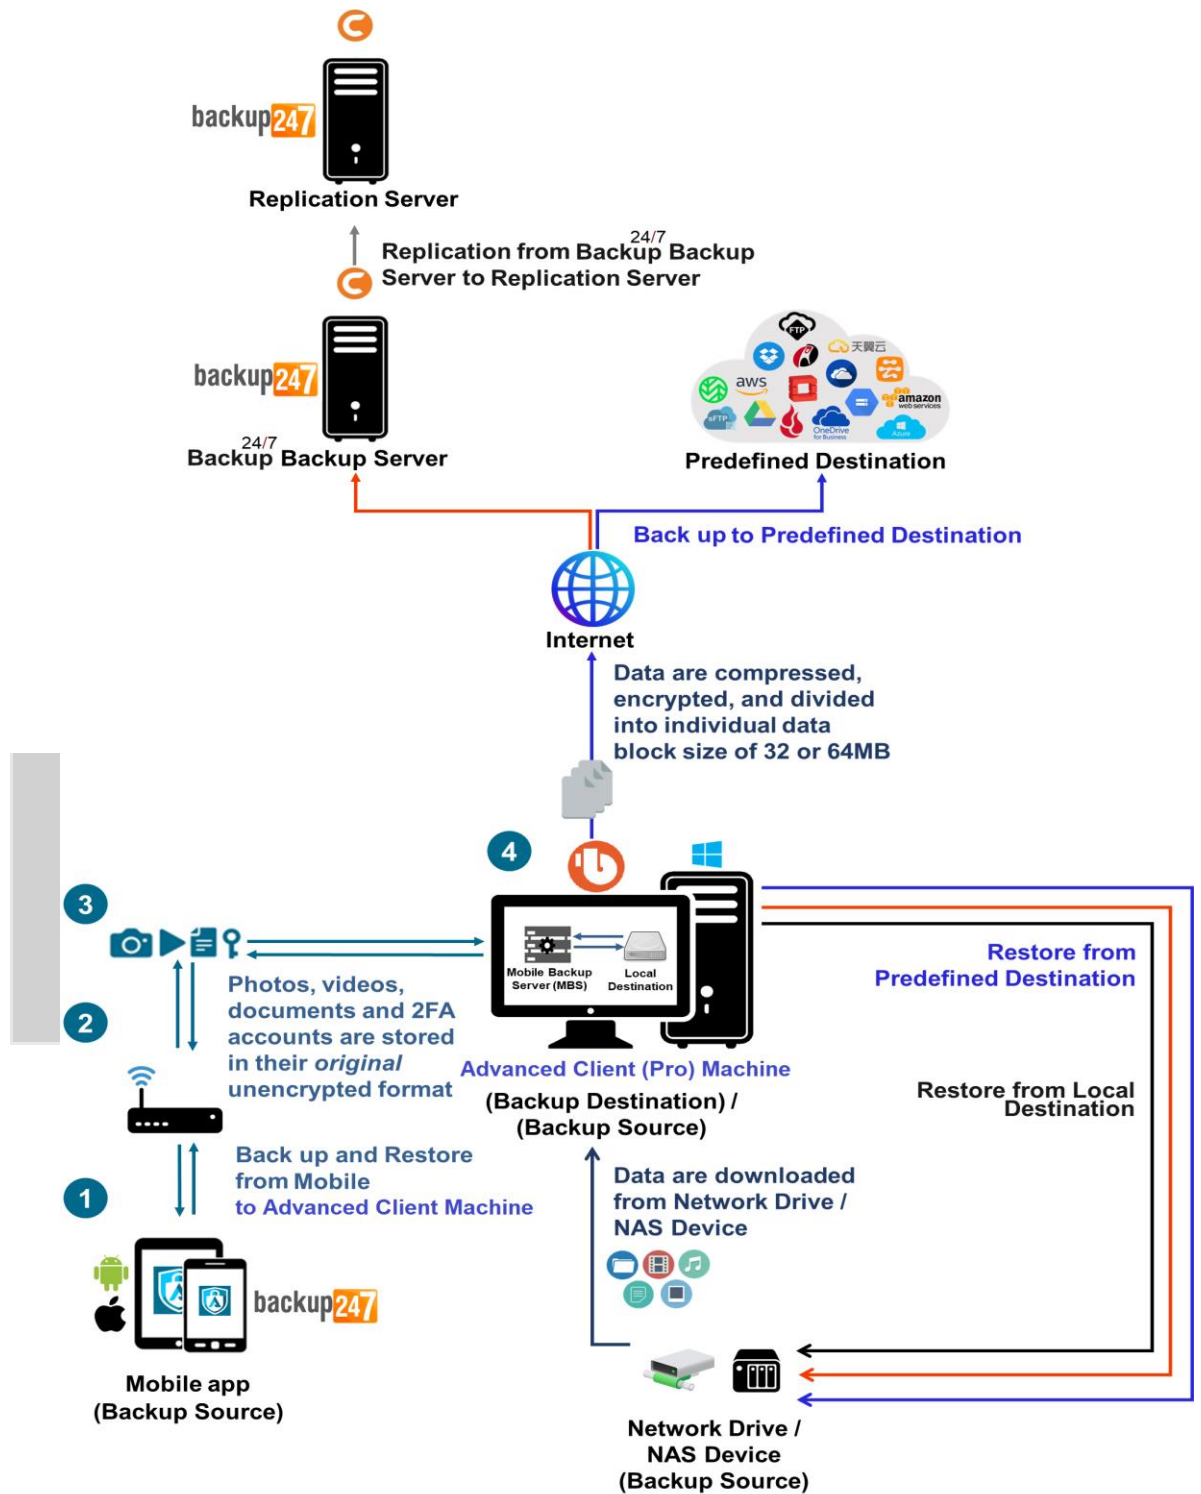 backup247
Replication Server
24/7
Replication from Backup Backup
Server to Replication Server
backup247
24/7
Backup Backup Server
FTP
天翼云
aws
amazon
web services
sFTP
OneDrive
for Business
Azure
Predefined Destination
Back up to Predefined Destination
Internet
Data are compressed,
encrypted, and divided
into individual data
block size of 32 or 64MB
4
3
Mobile Backup
Server (MBS)
Local
Destination
Restore from
Predefined Destination
Photos, videos,
documents and 2FA
accounts are stored
in their original
unencrypted format
2
Advanced Client (Pro) Machine
(Backup Destination) /
(Backup Source)
Restore from Local
Destination
Back up and Restore
from Mobile
to Advanced Client Machine
1
Data are downloaded
from Network Drive /
NAS Device
backup247
Mobile app
(Backup Source)
Network Drive /
NAS Device
(Backup Source)